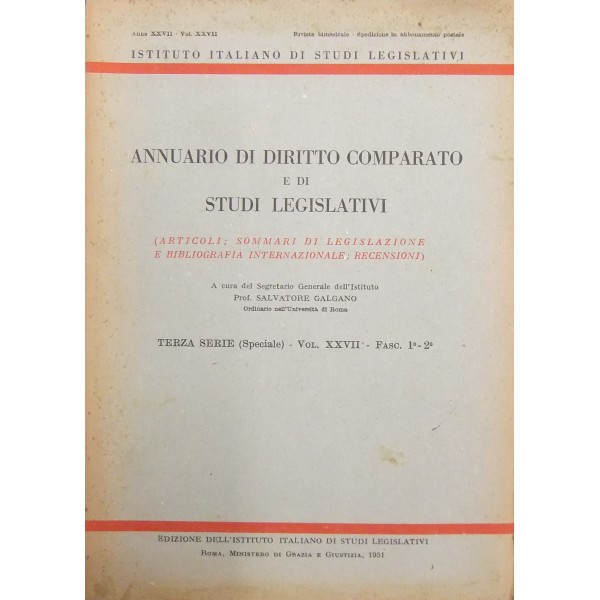 Anno XXVII - Vol. XXVII
Rivista bimestrale - Spedizione in abbonamento postale
ISTITUTO ITALIANO DI STUDI LEGISLATIVI
ANNUARIO DI DIRITTO COMPARATO
E DI
STUDI LEGISLATIVI
(ARTICOLI; SOMMARI DI LEGISLAZIONE
E BIBLIOGRAFIA INTERNAZIONALE; RECENSIONI)
A cura del Segretario Generale dell'Istituto
Prof. SALVATORE GALGANO
Ordinario nell'Università di Roma
TERZA SERIE (Speciale) - VOL. XXVII - FASC. 1º-2º
EDIZIONE DELL'ISTITUTO ITALIANO DI STUDI LEGISLATIVI
ROMA, MINISTERO DI GRAZIA E GIUSTIZIA, 1951